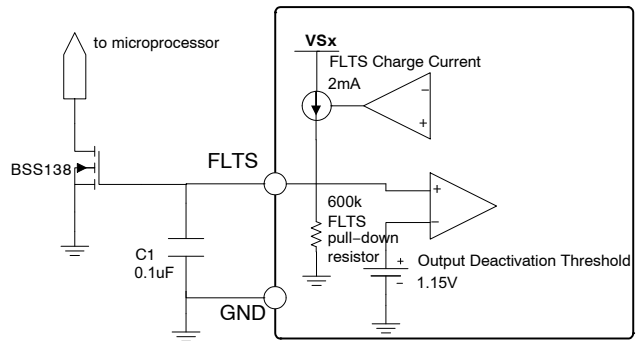 to microprocessor
VSx
FLTS Charge Current
2mA
−
+
BSS138
FLTS
C1
0.1uF
600k
FLTS
pull−down
resistor
+
−
+
−
Output Deactivation Threshold
1.15V
GND